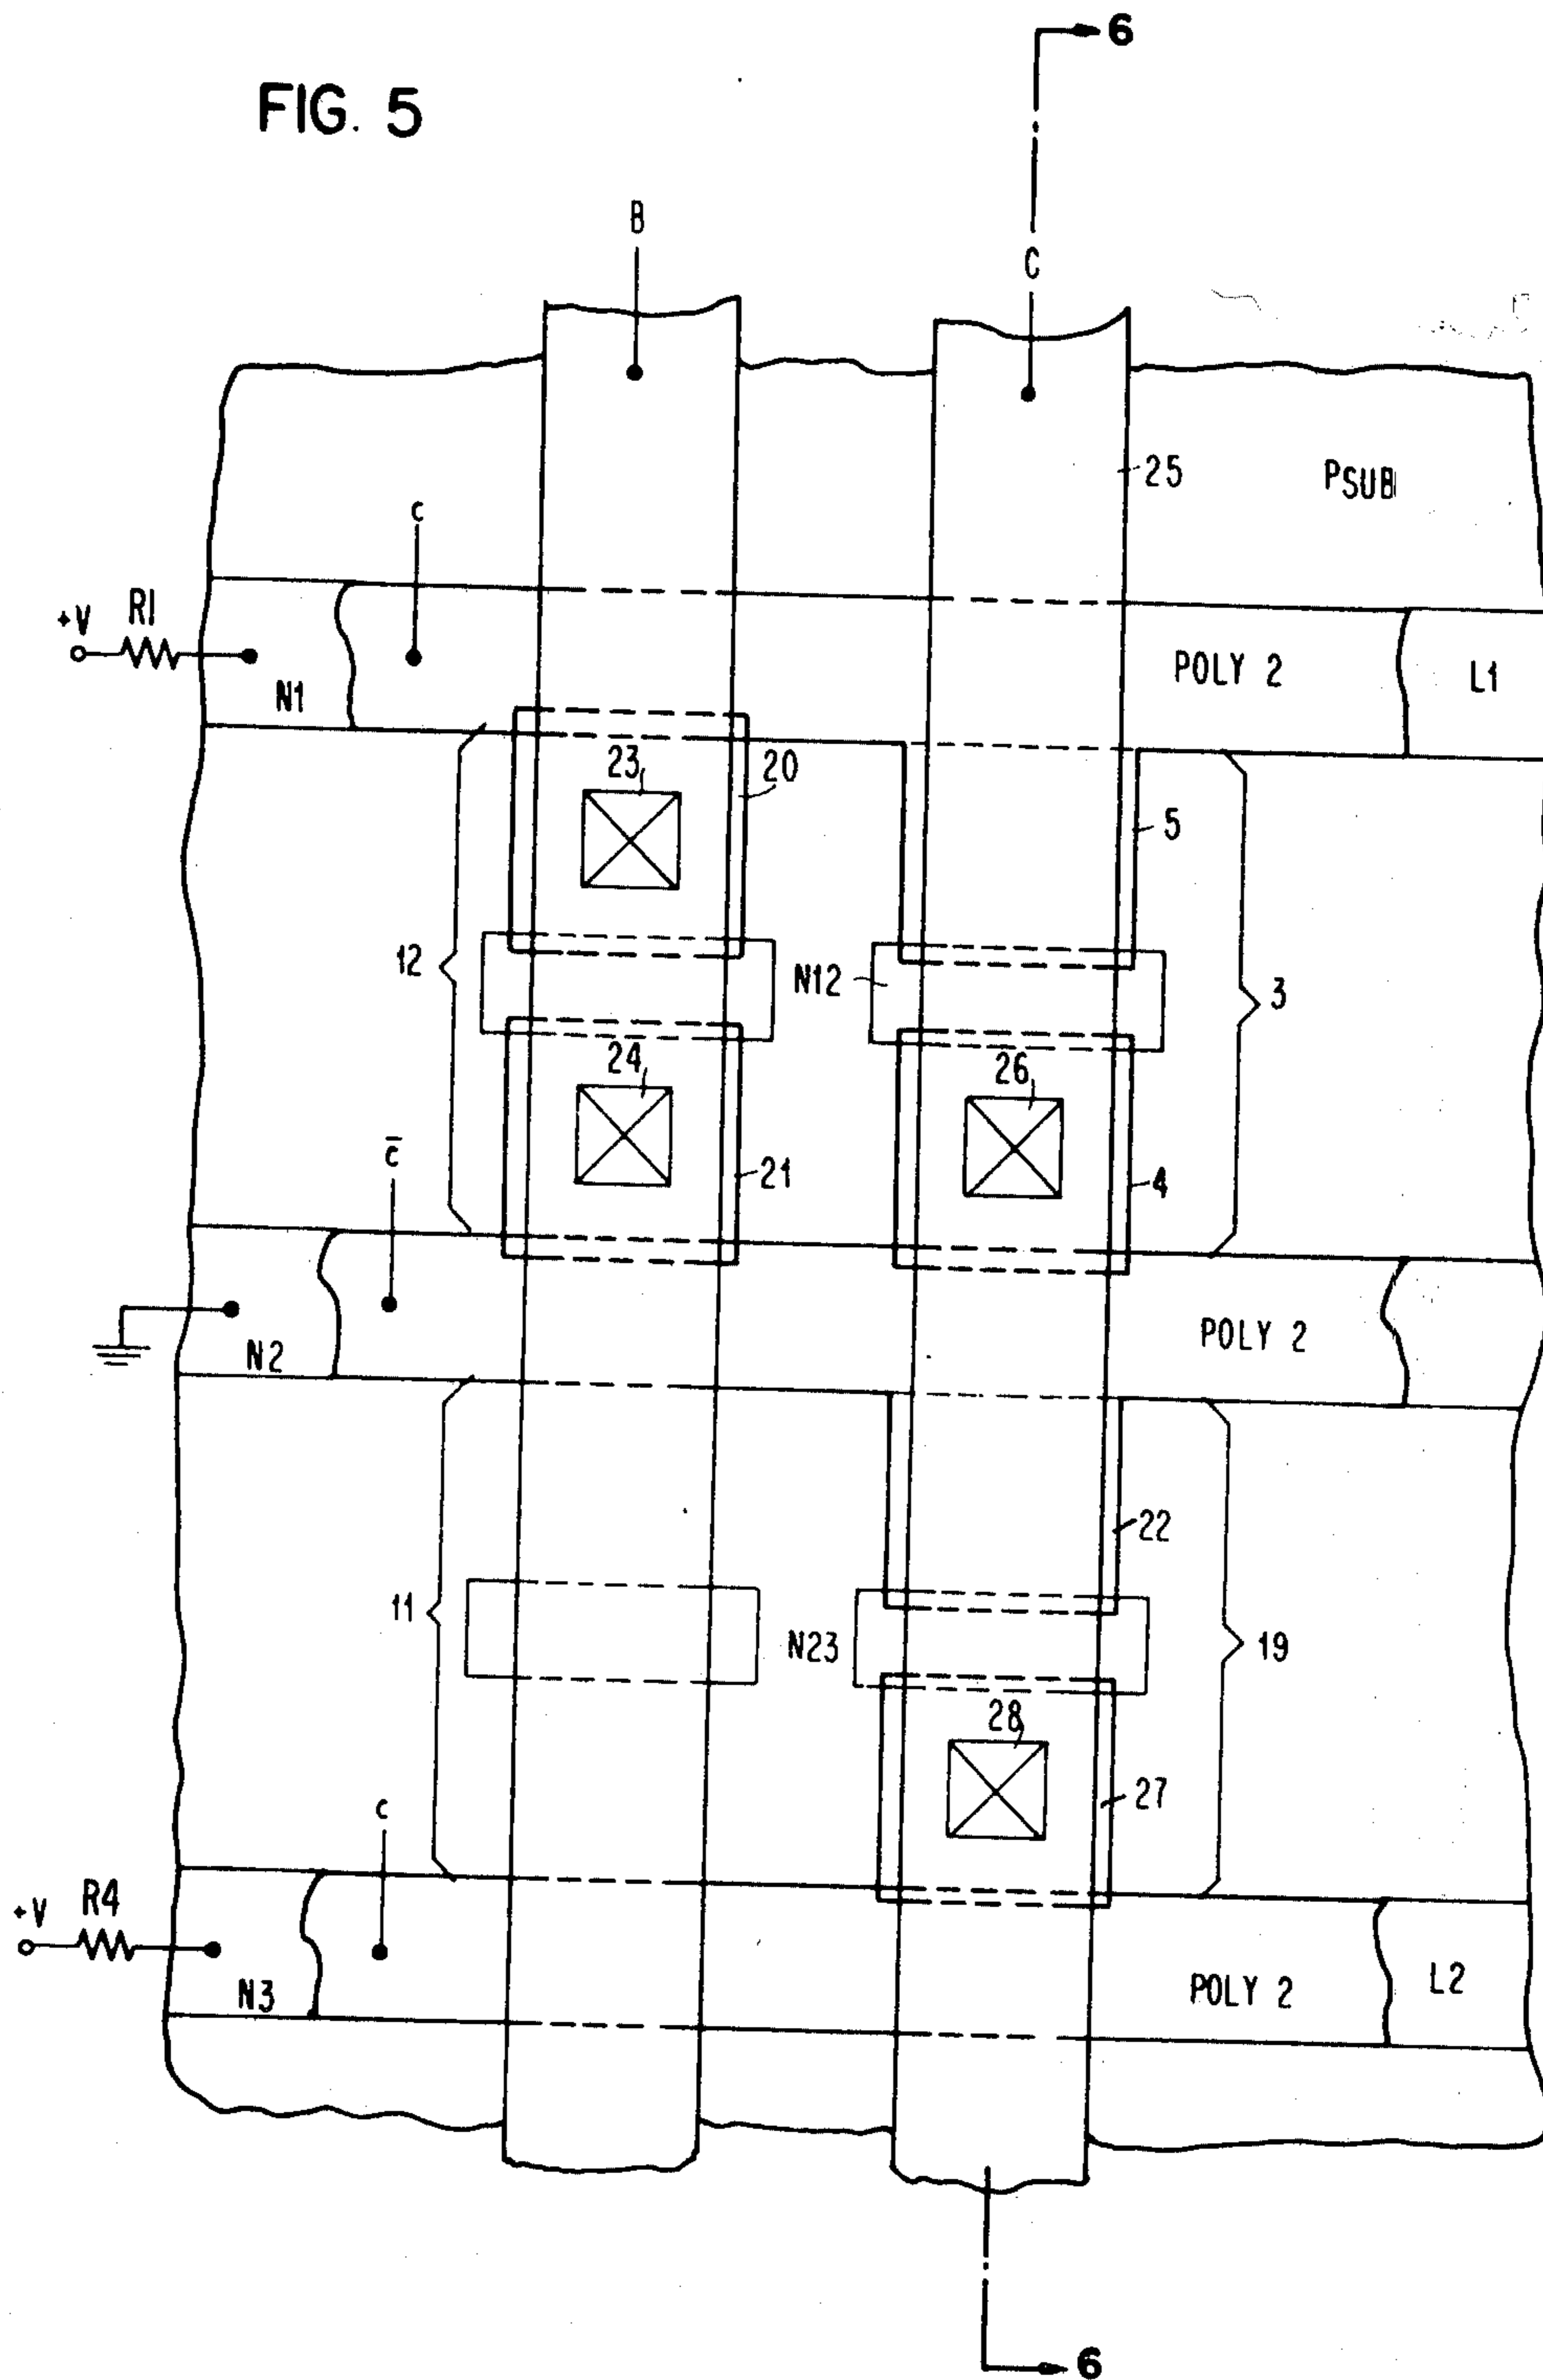 6
FIG. 5
B
C
25
PSUB
c
+V R1
N1
POLY 2
L1
23
20
5
12
N12
3
24
26
21
4
c̄
N2
POLY 2
22
11
N23
19
28
27
c
+V R4
N3
POLY 2
L2
6